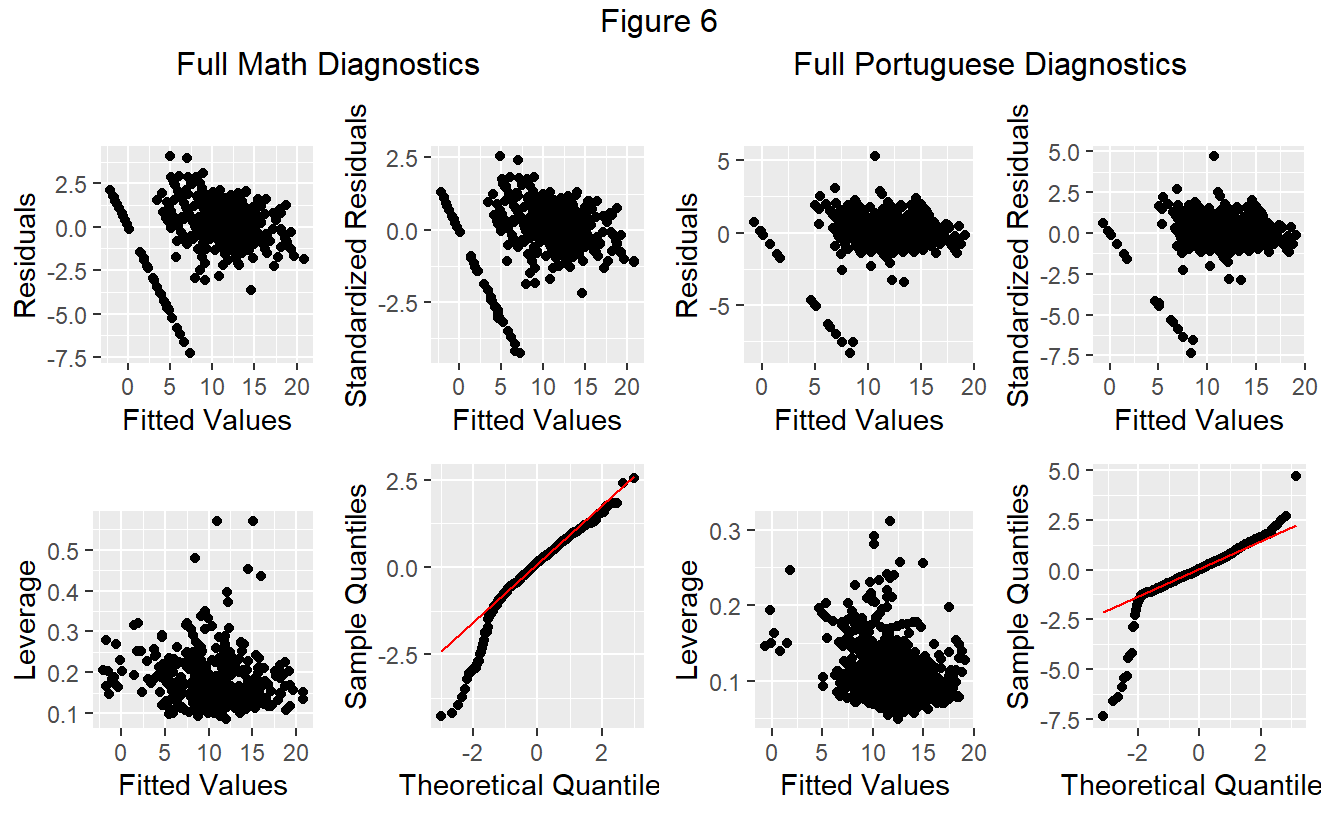 Figure 6
Full Math Diagnostics
Full Portuguese Diagnostics
Residuals
2.5
0.0
-2.5
-5.0
-7.5
0 5 10 15 20
Fitted Values
Standardized Residuals
2.5
0.0
-2.5
0 5 10 15 20
Fitted Values
Residuals
5
0
-5
0 5 10 15 20
Fitted Values
Standardized Residuals
5.0
2.5
0.0
-2.5
-5.0
-7.5
0 5 10 15 20
Fitted Values
Leverage
0.5
0.4
0.3
0.2
0.1
0 5 10 15 20
Fitted Values
Sample Quantiles
2.5
0.0
-2.5
-2 0 2
Theoretical Quantile
Leverage
0.3
0.2
0.1
0 5 10 15 20
Fitted Values
Sample Quantiles
5.0
2.5
0.0
-2.5
-5.0
-7.5
-2 0 2
Theoretical Quantile